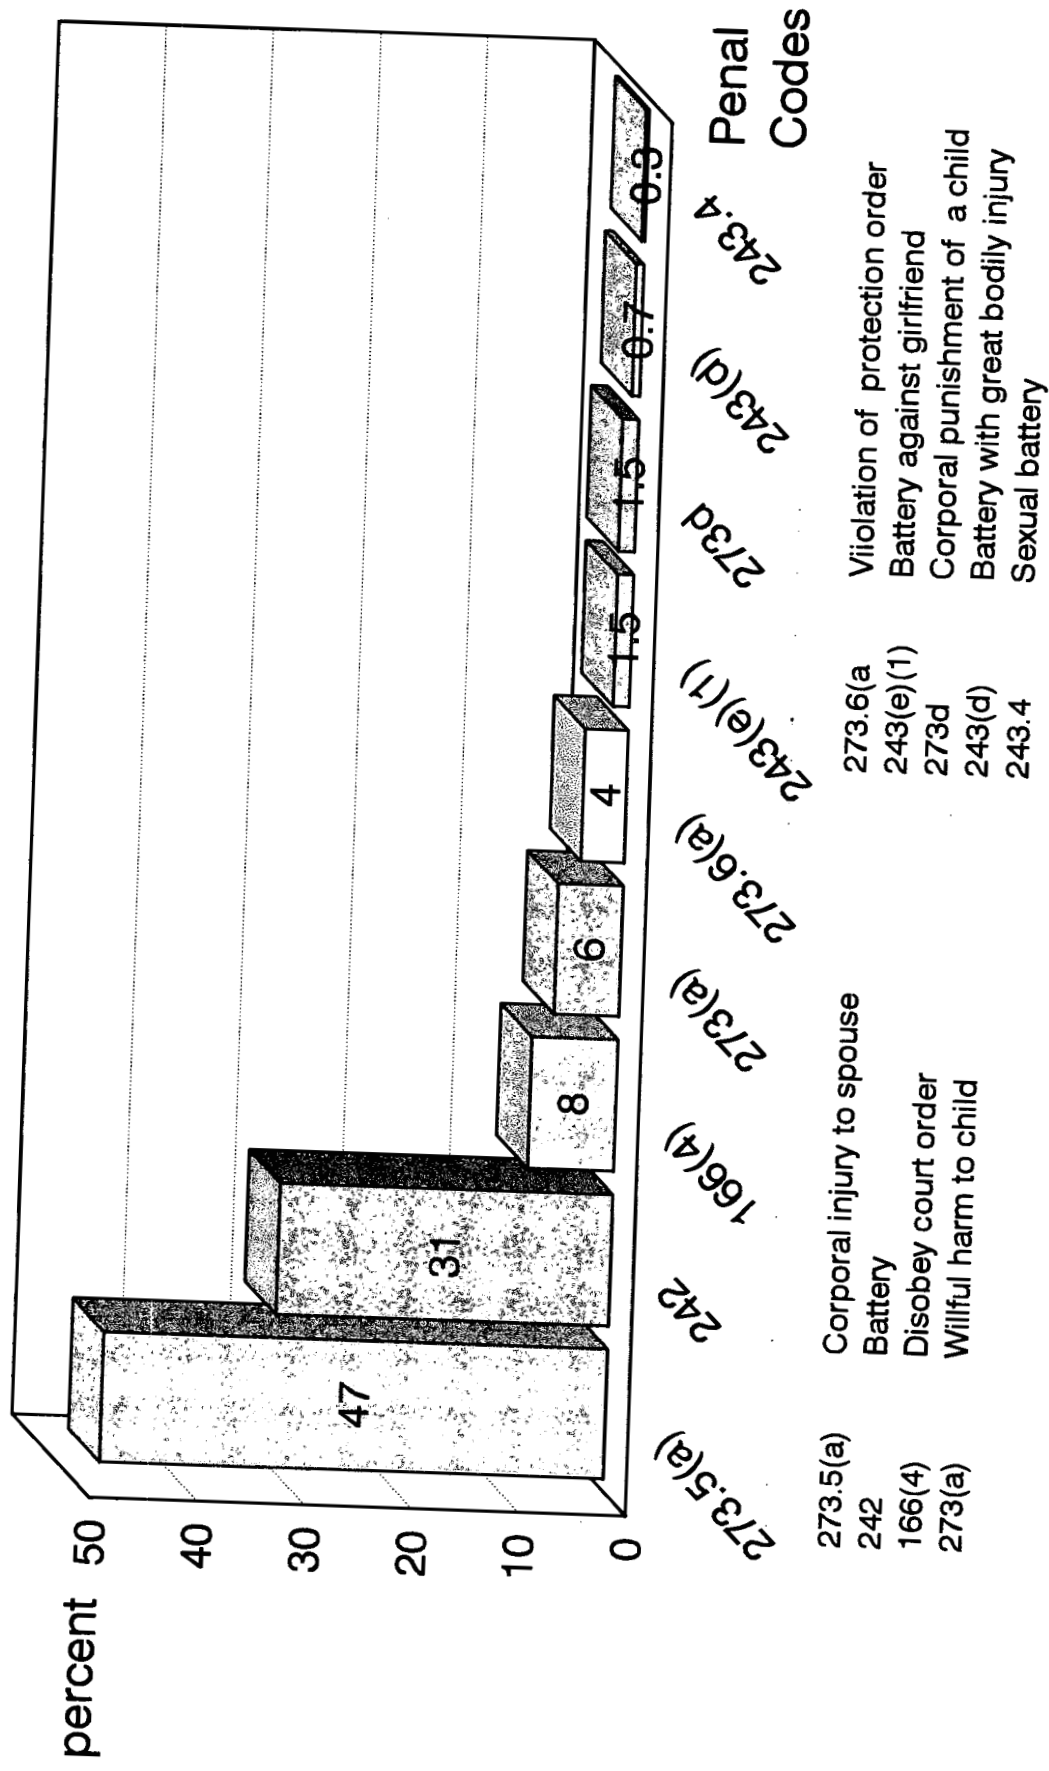 percent
50
40
30
20
10
0
47
31
8
6
4
1.5
1.5
0.7
0.3
273.5(a)
242
166(4)
273(a)
273.6(a)
243(e)(1)
273d
243(d)
243.4
Penal
Codes
273.5(a) Corporal injury to spouse
242 Battery
166(4) Disobey court order
273(a) Willful harm to child
273.6(a Viiolation of protection order
243(e)(1) Battery against girlfriend
273d Corporal punishment of a child
243(d) Battery with great bodily injury
243.4 Sexual battery